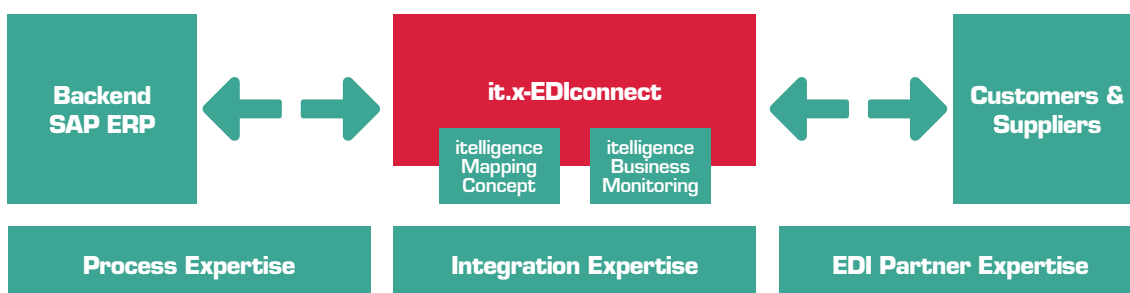 Backend
SAP ERP
it.x-EDIconnect
itelligence
Mapping
Concept
itelligence
Business
Monitoring
Customers &
Suppliers
Process Expertise
Integration Expertise
EDI Partner Expertise